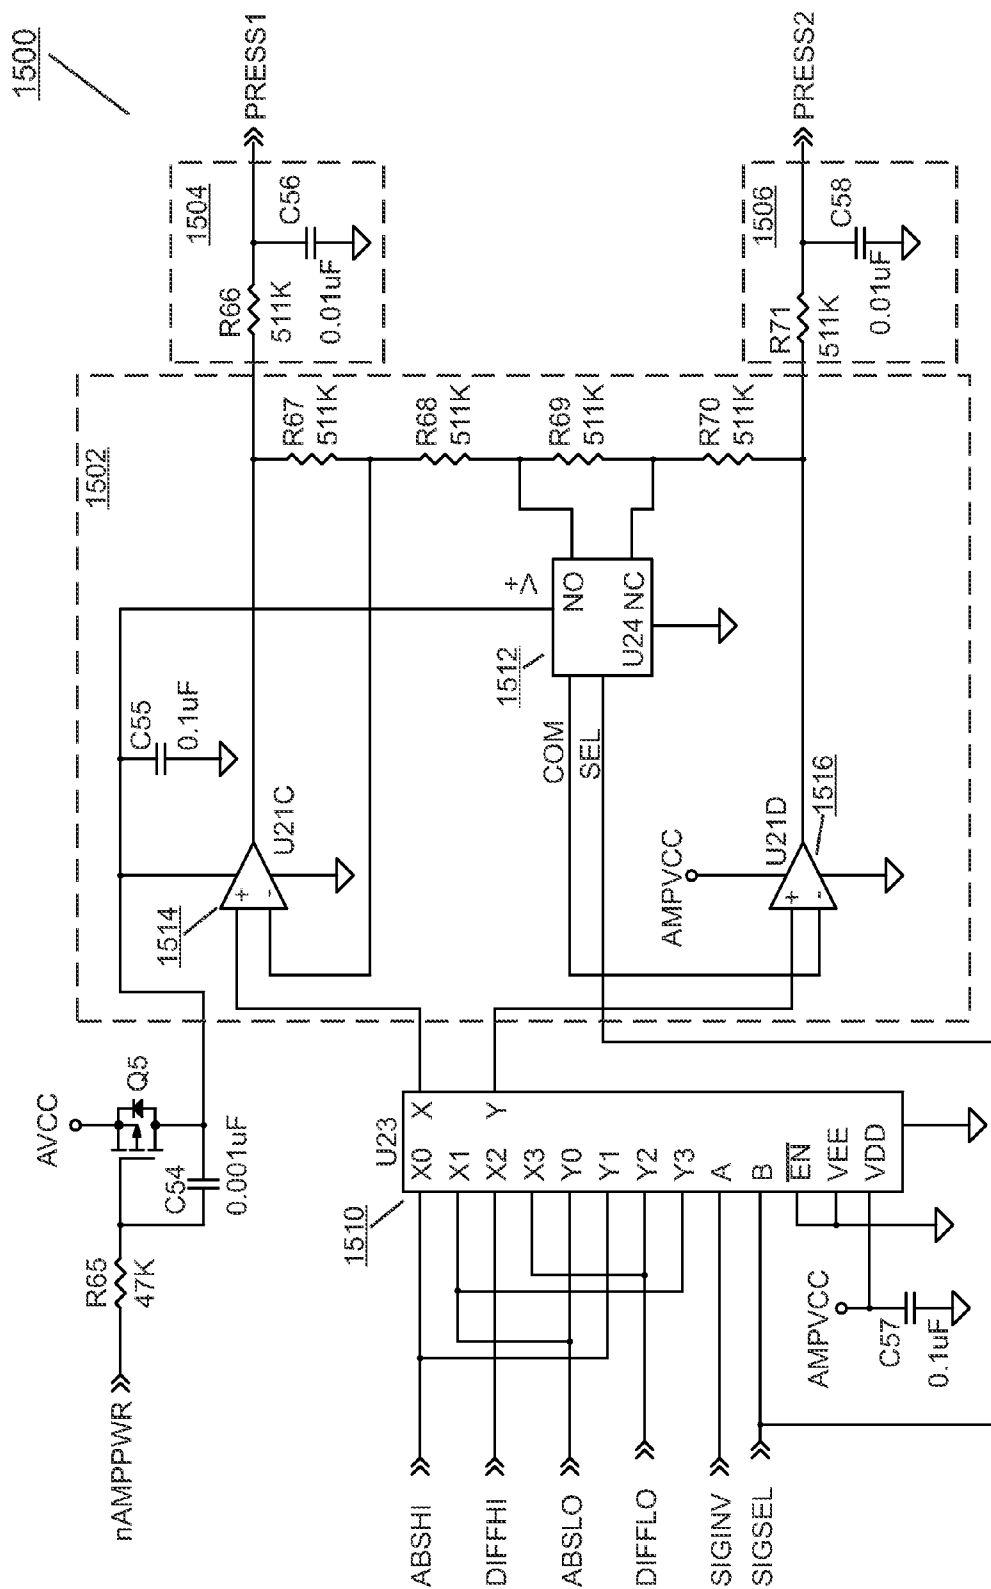 1500
PRESS1
PRESS2
1504
C56
0.01uF
R66
511K
1506
C58
0.01uF
R71
511K
1502
R67
511K
R68
511K
R69
511K
R70
511K
+V
NO
NC
U24
1512
COM
SEL
C55
0.1uF
U21C
+
-
1514
AMPVCC
U21D
+
-
1516
AVCC
Q5
C54
0.001uF
R65
47K
nAMPPWR
U23
1510
X
Y
X0
X1
X2
X3
Y0
Y1
Y2
Y3
A
B
EN
VEE
VDD
AMPVCC
C57
0.1uF
ABSHI
DIFFHI
ABSLO
DIFFLO
SIGINV
SIGSEL